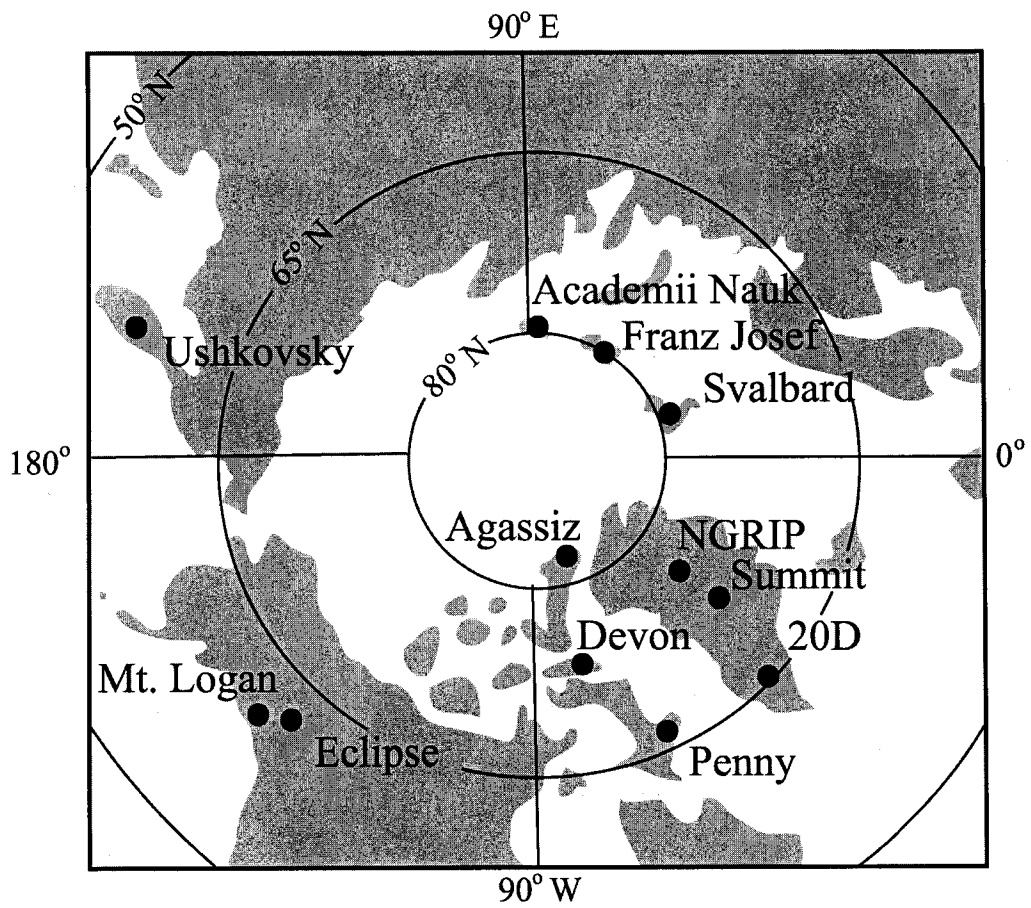 90° E
50° N
65° N
Academii Nauk
Franz Josef
80° N
Ushkovsky
Svalbard
180°
0°
Agassiz
NGRIP
Summit
Devon
20D
Mt. Logan
Eclipse
Penny
90° W